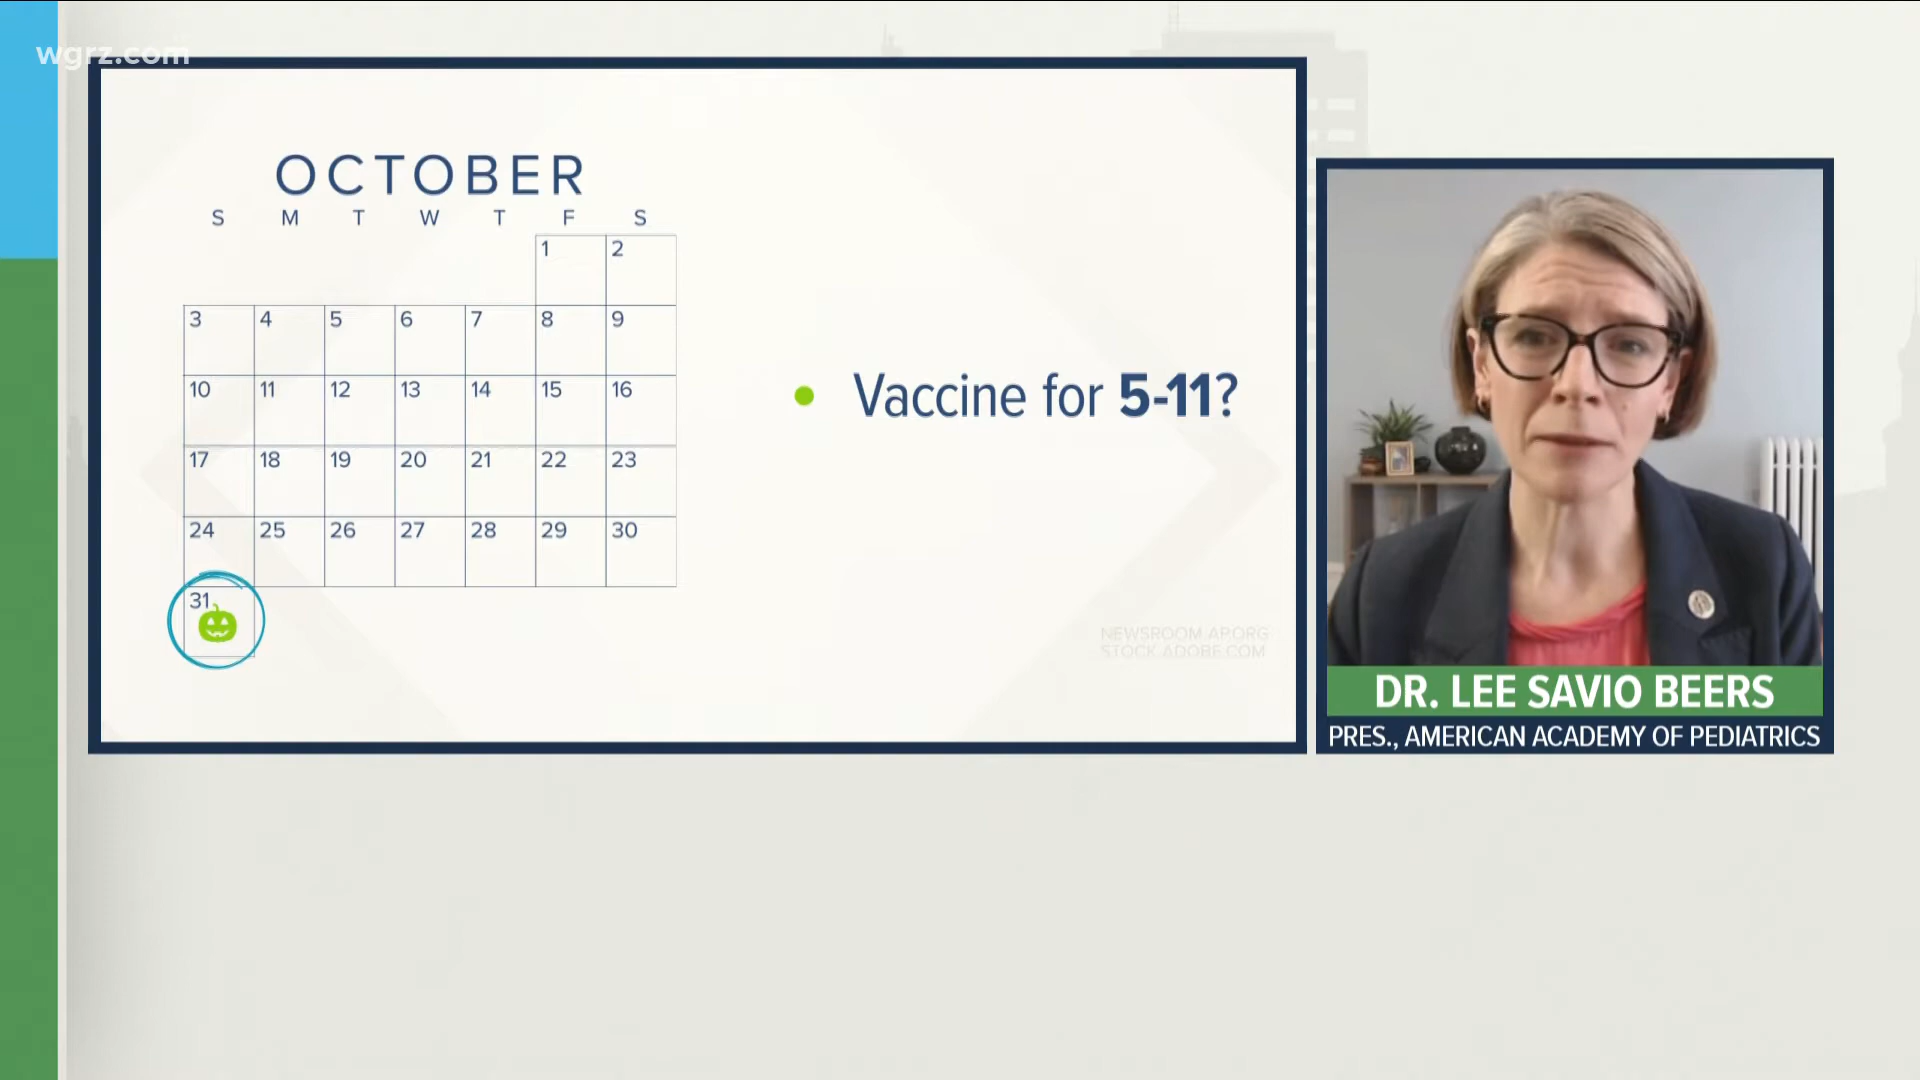 wgrz.com
OCTOBER
S M T W T F S
1 2
3 4 5 6 7 8 9
10 11 12 13 14 15 16
17 18 19 20 21 22 23
24 25 26 27 28 29 30
31
Vaccine for 5-11?
NEWSROOM.AP.ORG
STOCK.ADOBE.COM
DR. LEE SAVIO BEERS
PRES., AMERICAN ACADEMY OF PEDIATRICS